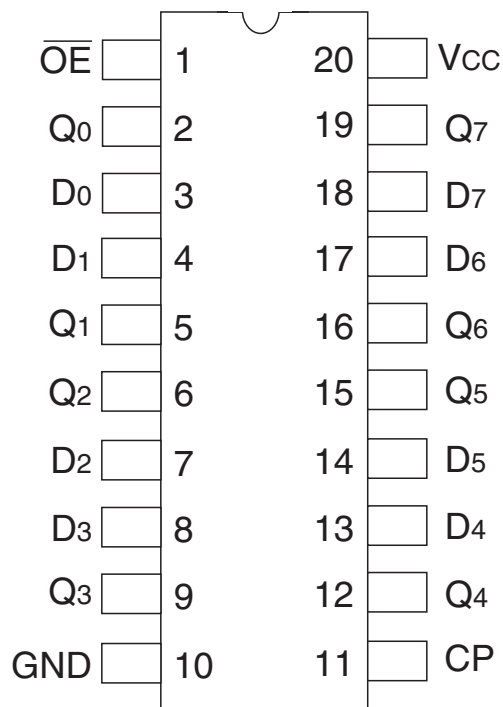 O̅E̅ 1 20 VCC
Q0 2 19 Q7
D0 3 18 D7
D1 4 17 D6
Q1 5 16 Q6
Q2 6 15 Q5
D2 7 14 D5
D3 8 13 D4
Q3 9 12 Q4
GND 10 11 CP